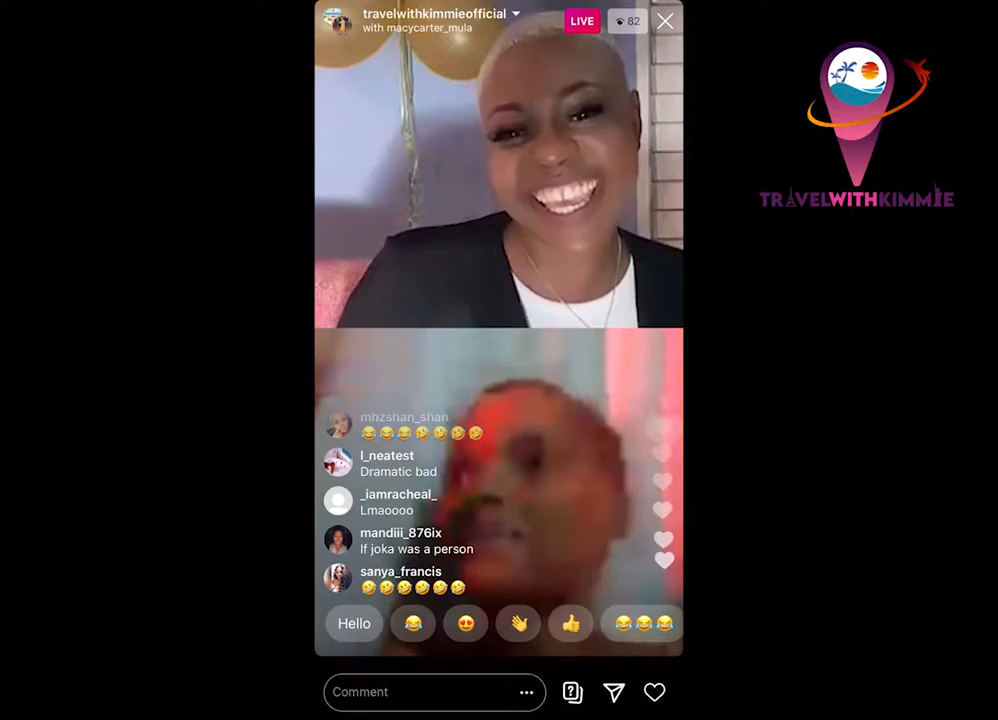 travelwithkimmieofficial
with macycarter_mula
LIVE
82
TRAVELWITHKIMMIE
mhzshan_shan
😂😂😂🤣🤣🤣🤣
l_neatest
Dramatic bad
_iamracheal_
Lmaoooo
mandiii_876ix
If joka was a person
sanya_francis
🤣🤣🤣🤣🤣🤣
Hello 😂 😍 👋 👍 😂😂😂
Comment